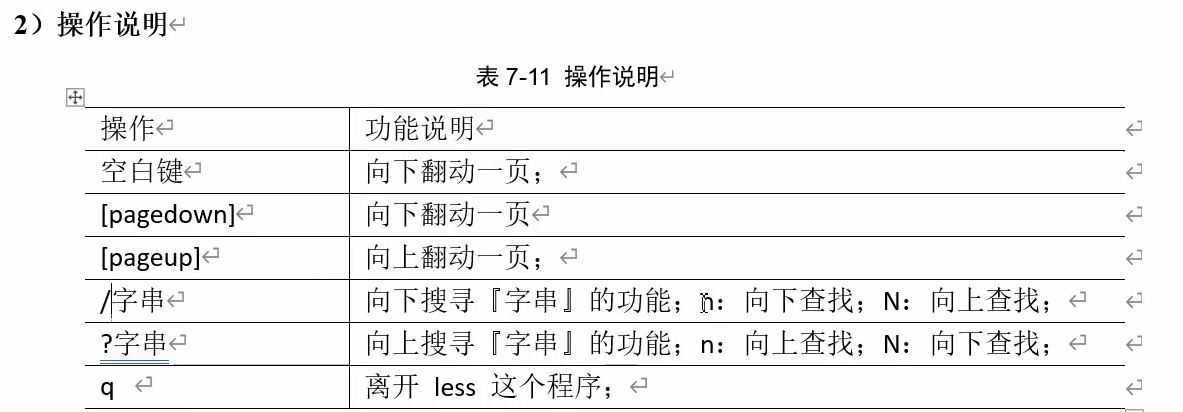 2）操作说明
表 7-11 操作说明
操作 功能说明
空白键 向下翻动一页；
[pagedown] 向下翻动一页
[pageup] 向上翻动一页；
/字串 向下搜寻『字串』的功能；n：向下查找；N：向上查找；
?字串 向上搜寻『字串』的功能；n：向上查找；N：向下查找；
q 离开 less 这个程序；